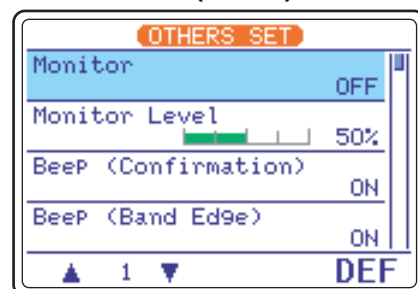 OTHERS SET
Monitor
OFF
Monitor Level
50%
Beep (Confirmation)
ON
Beep (Band Edge)
ON
1
DEF